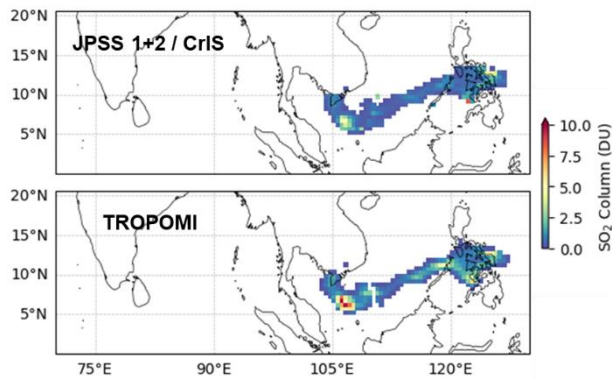 20°N
JPSS 1+2 / CrIS
15°N
10°N
5°N
20°N
TROPOMI
15°N
10°N
5°N
75°E 90°E 105°E 120°E
10.0
7.5
5.0
2.5
0.0
SO₂ Column (DU)